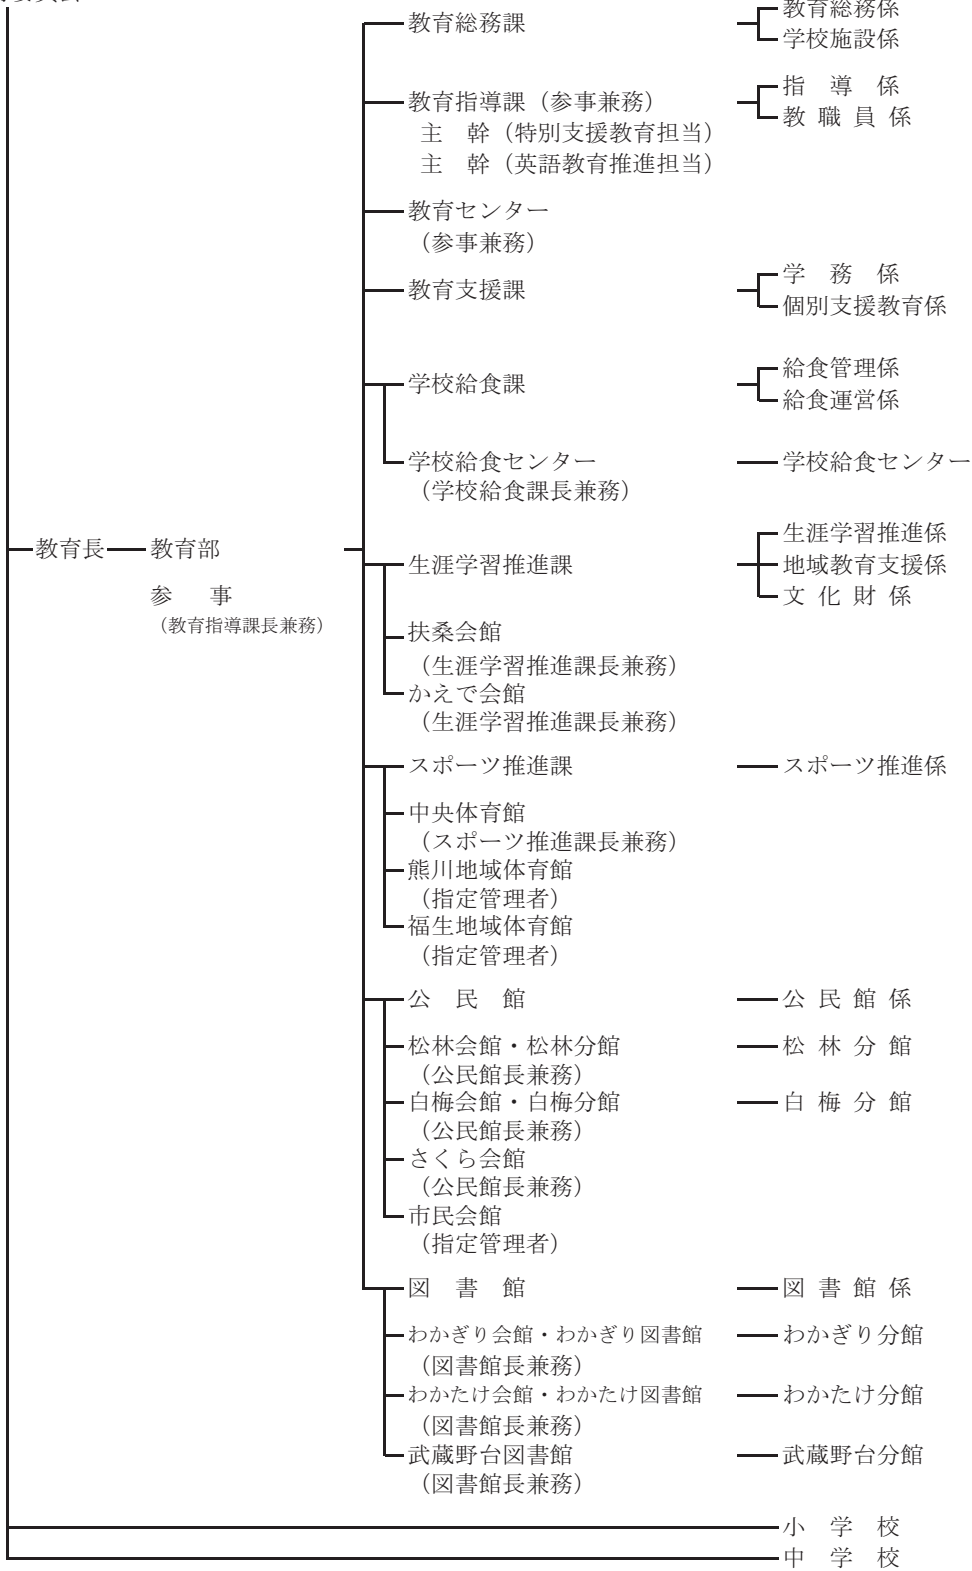 教育総務課 教育総務係
学校施設係
教育指導課（参事兼務） 指　導　係
主　幹（特別支援教育担当） 教 職 員 係
主　幹（英語教育推進担当）
教育センター
（参事兼務）
教育支援課 学　務　係
個別支援教育係
学校給食課 給食管理係
給食運営係
学校給食センター 学校給食センター
（学校給食課長兼務）
教育長 教育部
参　事
（教育指導課長兼務）
生涯学習推進課 生涯学習推進係
地域教育支援係
文 化 財 係
扶桑会館
（生涯学習推進課長兼務）
かえで会館
（生涯学習推進課長兼務）
スポーツ推進課 スポーツ推進係
中央体育館
（スポーツ推進課長兼務）
熊川地域体育館
（指定管理者）
福生地域体育館
（指定管理者）
公　民　館 公 民 館 係
松林会館・松林分館 松 林 分 館
（公民館長兼務）
白梅会館・白梅分館 白 梅 分 館
（公民館長兼務）
さくら会館
（公民館長兼務）
市民会館
（指定管理者）
図　書　館 図 書 館 係
わかぎり会館・わかぎり図書館 わかぎり分館
（図書館長兼務）
わかたけ会館・わかたけ図書館 わかたけ分館
（図書館長兼務）
武蔵野台図書館 武蔵野台分館
（図書館長兼務）
小　学　校
中　学　校